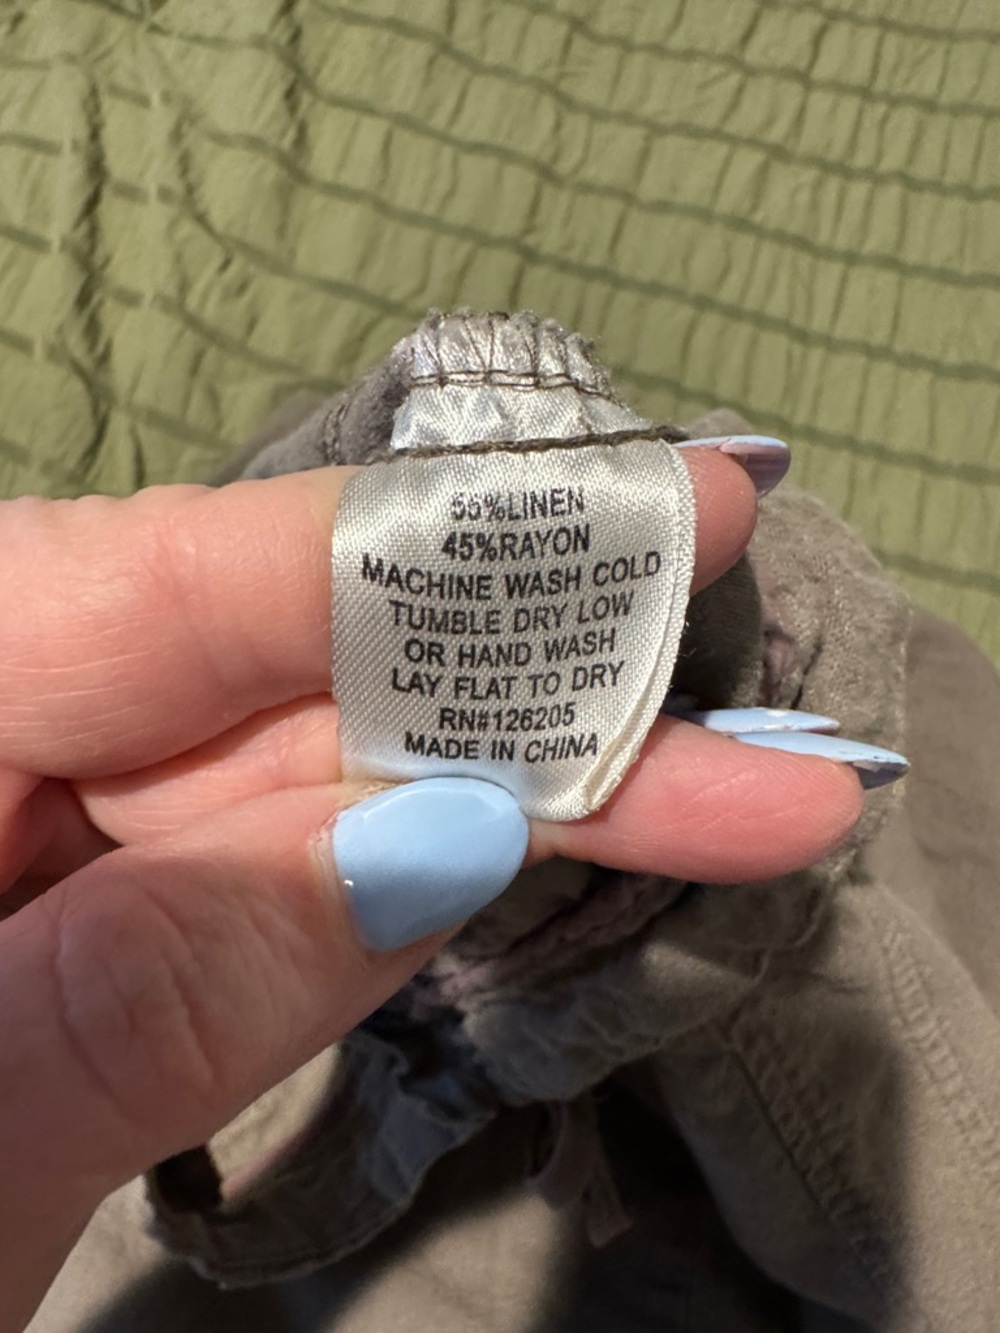 55%LINEN
45%RAYON
MACHINE WASH COLD
TUMBLE DRY LOW
OR HAND WASH
LAY FLAT TO DRY
RN#126205
MADE IN CHINA